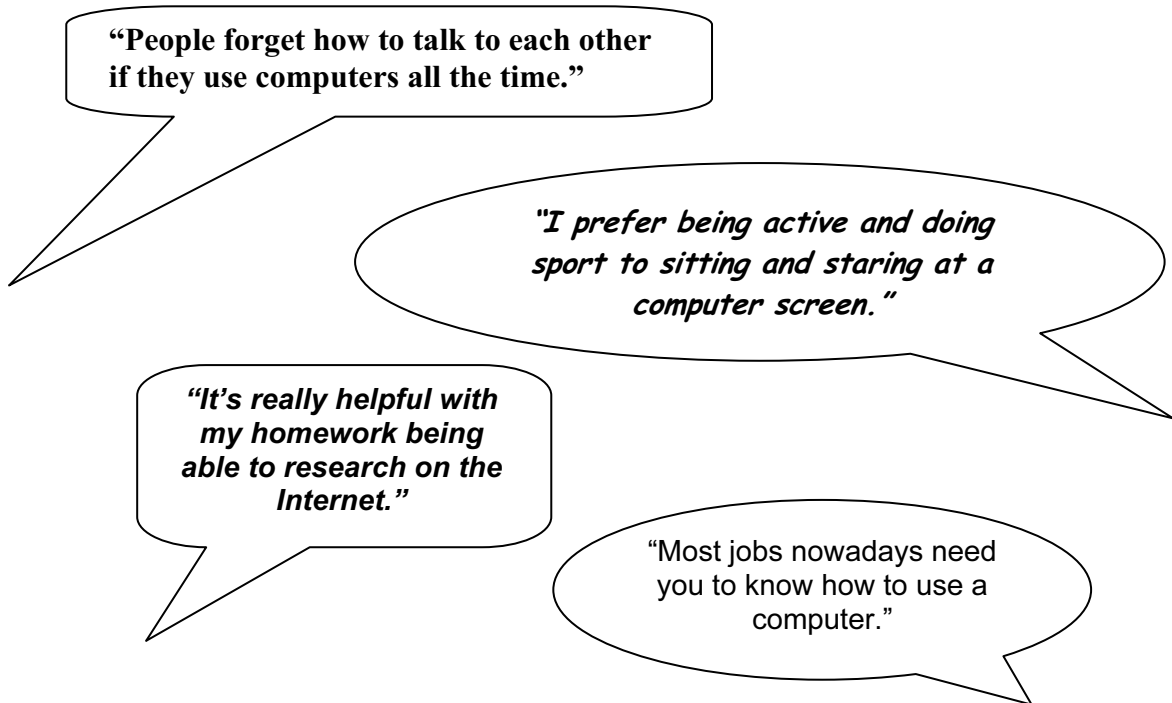 “People forget how to talk to each other
if they use computers all the time.”
“I prefer being active and doing
sport to sitting and staring at a
computer screen.”
“It’s really helpful with
my homework being
able to research on the
Internet.”
“Most jobs nowadays need
you to know how to use a
computer.”